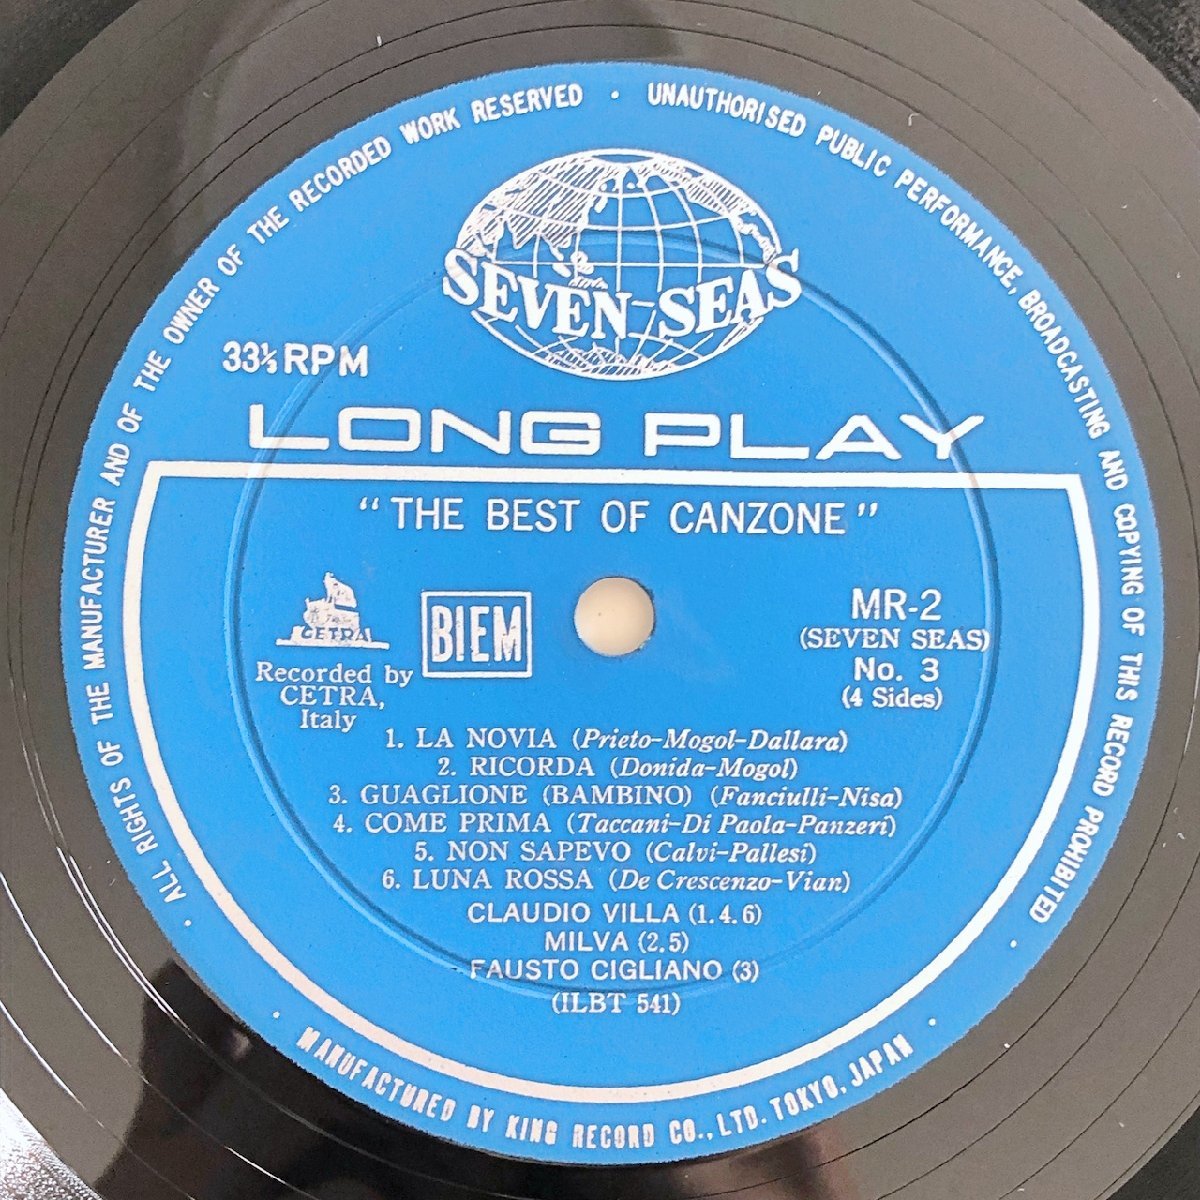 ALL RIGHTS OF THE MANUFACTURER AND OF THE OWNER OF THE RECORDED WORK RESERVED · UNAUTHORISED PUBLIC PERFORMANCE, BROADCASTING AND COPYING OF THIS RECORD PROHIBITED ·
SEVEN SEAS
33⅓ RPM
LONG PLAY
"THE BEST OF CANZONE"
CETRA
Recorded by
CETRA,
Italy
BIEM
MR-2
(SEVEN SEAS)
No. 3
(4 Sides)
1. LA NOVIA (Prieto-Mogol-Dallara)
2. RICORDA (Donida-Mogol)
3. GUAGLIONE (BAMBINO) (Fanciulli-Nisa)
4. COME PRIMA (Taccani-Di Paola-Panzeri)
5. NON SAPEVO (Calvi-Pallesi)
6. LUNA ROSSA (De Crescenzo-Vian)
CLAUDIO VILLA (1.4.6)
MILVA (2.5)
FAUSTO CIGLIANO (3)
(ILBT 541)
· MANUFACTURED BY KING RECORD CO., LTD. TOKYO, JAPAN ·